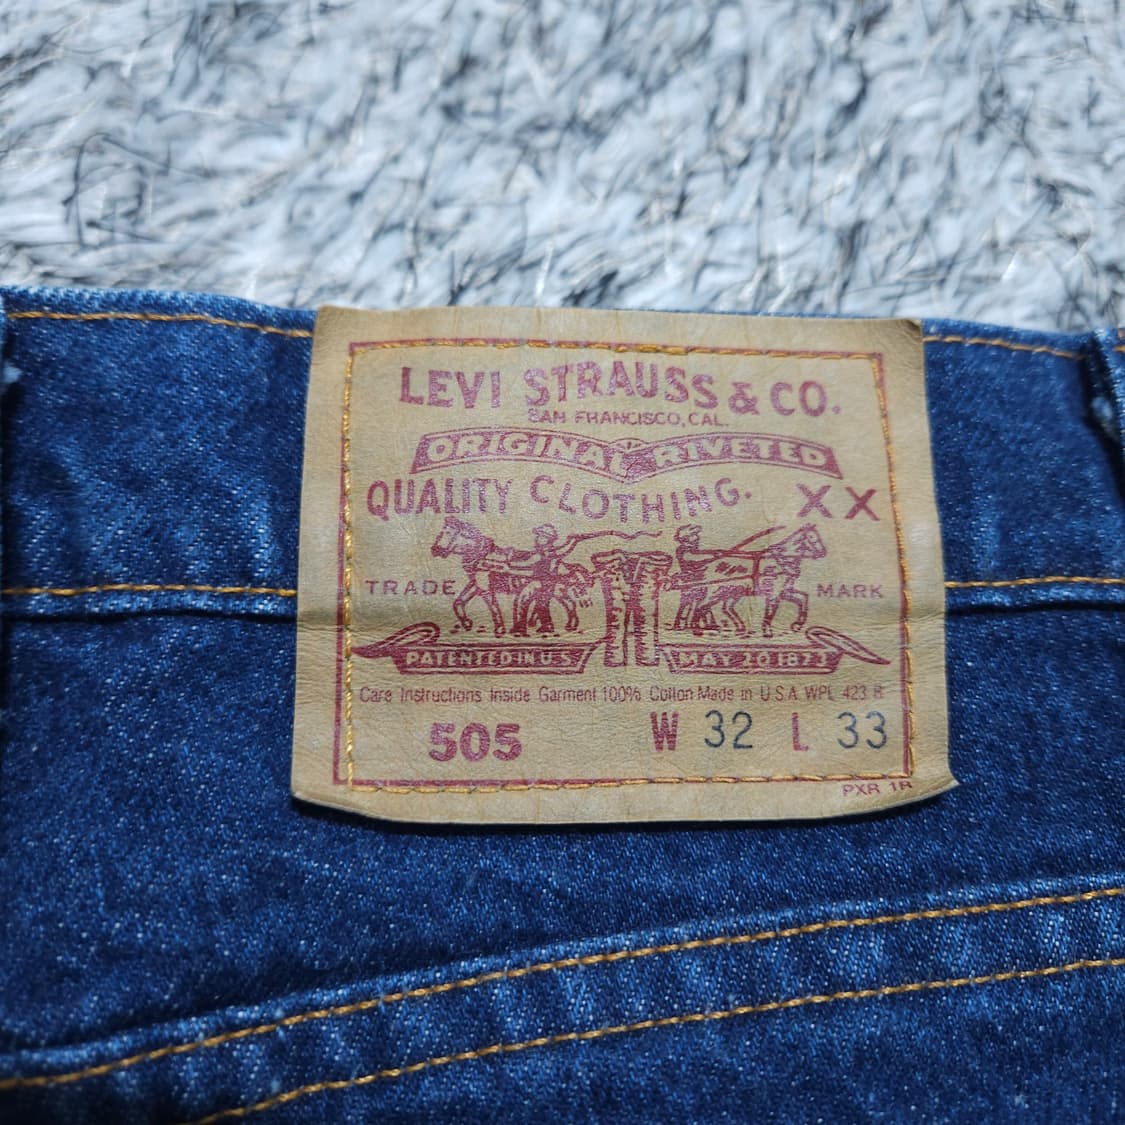 LEVI STRAUSS & CO.
SAN FRANCISCO, CAL.
ORIGINAL RIVETED
QUALITY CLOTHING. XX
TRADE MARK
PATENTED IN U.S. MAY 20 1873
Care Instructions Inside Garment 100% Cotton Made in U.S.A. WPL 423 R
505 W 32 L 33
PXR 1R